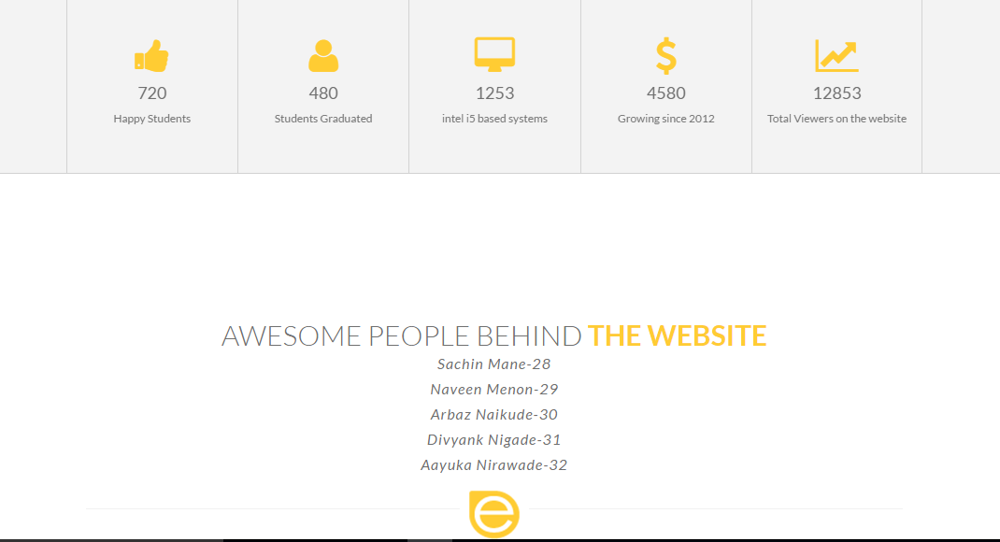 720
Happy Students
480
Students Graduated
1253
intel i5 based systems
4580
Growing since 2012
12853
Total Viewers on the website
AWESOME PEOPLE BEHIND THE WEBSITE
Sachin Mane-28
Naveen Menon-29
Arbaz Naikude-30
Divyank Nigade-31
Aayuka Nirawade-32
e